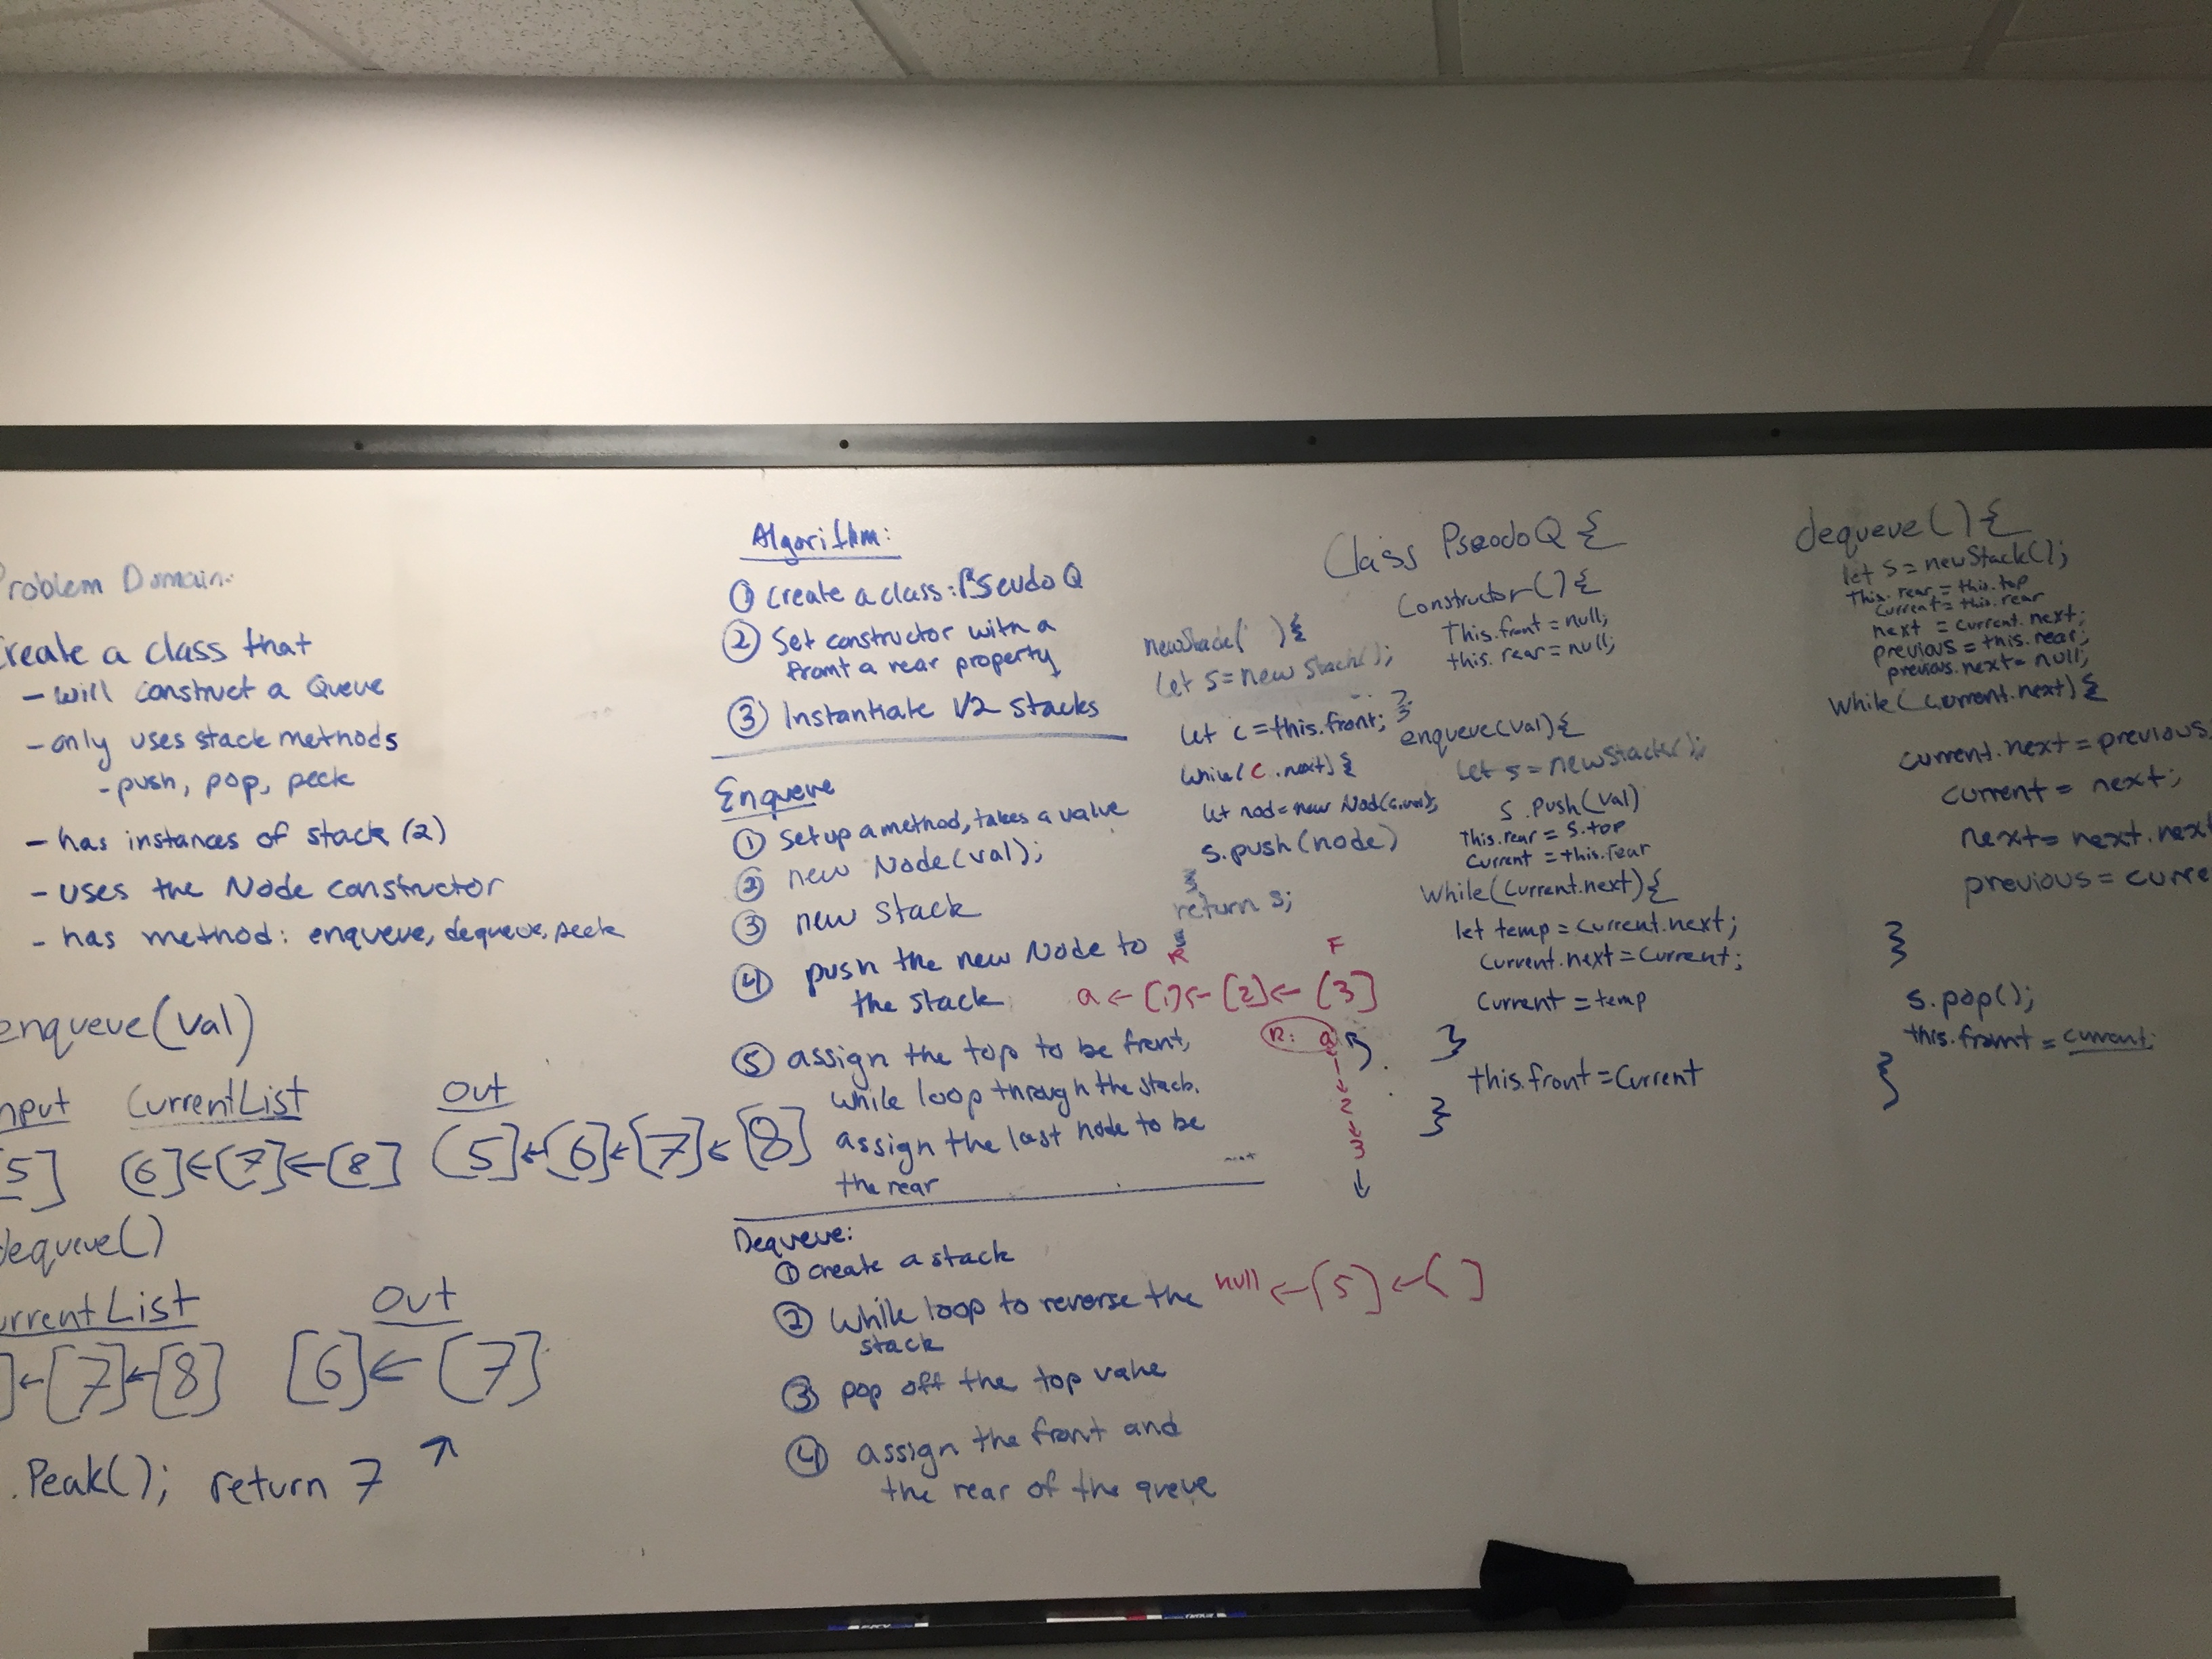 roblem Domain:
reate a class that
- will construct a Queue
- only uses stack methods
- push, pop, peek
- has instances of stack (2)
- uses the Node constructor
- has method: enqueue, dequeue, peek
enqueue(val)
nput CurrentList Out
5] [6]←[7]←[8] [5]←[6]←[7]←[8]
dequeue()
urrentList Out
]←[7]←[8] [6]←[7]
.Peak(); return 7 ↗
Algorithm:
① Create a class: PseudoQ
② Set constructor with a
front a rear property
③ Instantiate 1/2 stacks
Enqueue
① Setup a method, takes a value
② new Node(val);
③ new Stack
④ push the new Node to
the stack
⑤ assign the top to be front,
while loop through the stack.
assign the last node to be
the rear
Dequeue:
① create a stack
② while loop to reverse the
stack
③ pop off the top value
④ assign the front and
the rear of the queue
{
let s = new Stack();
let c = this.front;
while(c.next){
let nod = new Nod(c.val);
s.push(node)
}
return s;
}
R F
a ← [1] ← [2] ← [3]
R: a
1
↓
2
↓
3
↓
null ← [5] ← [ ]
Class PseodoQ {
Constructor(){
This.front = null;
this.rear = null;
}
enqueue(val){
let s = newStack();
s.push(val)
This.rear = s.top
Current = this.rear
While(Current.next){
let temp = current.next;
Current.next = Current;
Current = temp
}
this.front = Current
}
dequeue(){
let s = newStack();
This.rear = this.top
Current = this.rear
next = current.next;
previous = this.rear;
previous.next = null;
While(current.next){
current.next = previous
current = next;
next = next.next
previous = curre
}
s.pop();
this.front = current;
}